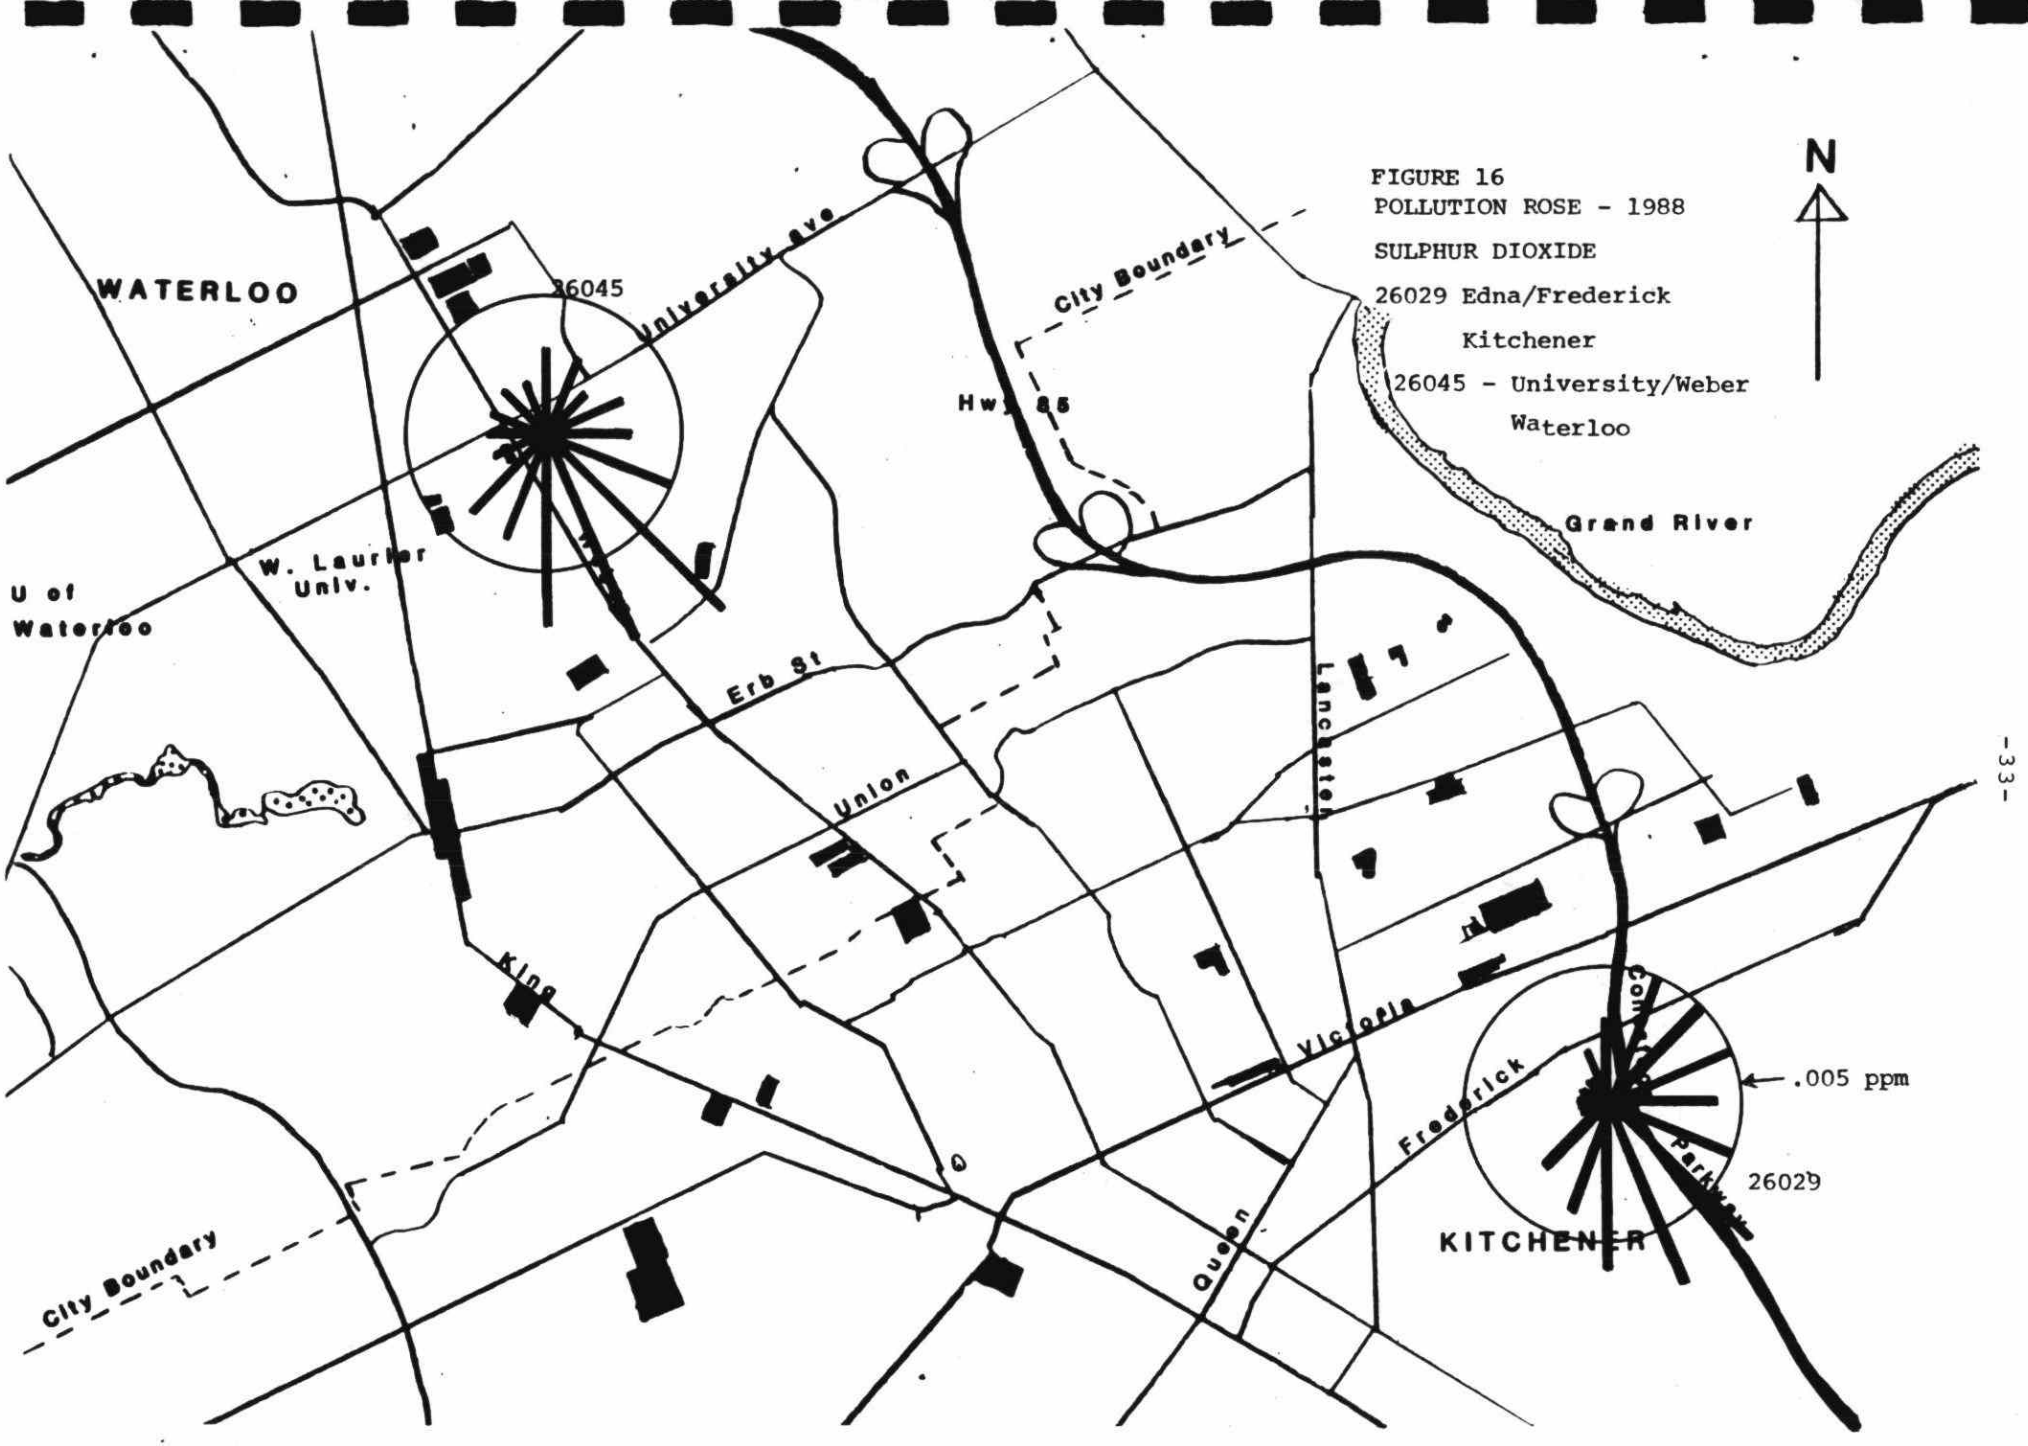 N
FIGURE 16
POLLUTION ROSE - 1988
SULPHUR DIOXIDE
26029 Edna/Frederick
Kitchener
26045 - University/Weber
Waterloo
University ave
City Boundary
WATERLOO
26045
Hwy 85
Grand River
W. Laurier
Univ.
U of
Waterloo
Erb St
Lancaster
Union
-33-
King
Victoria
Frederick
.005 ppm
Parkway
26029
KITCHENER
Queen
City Boundary